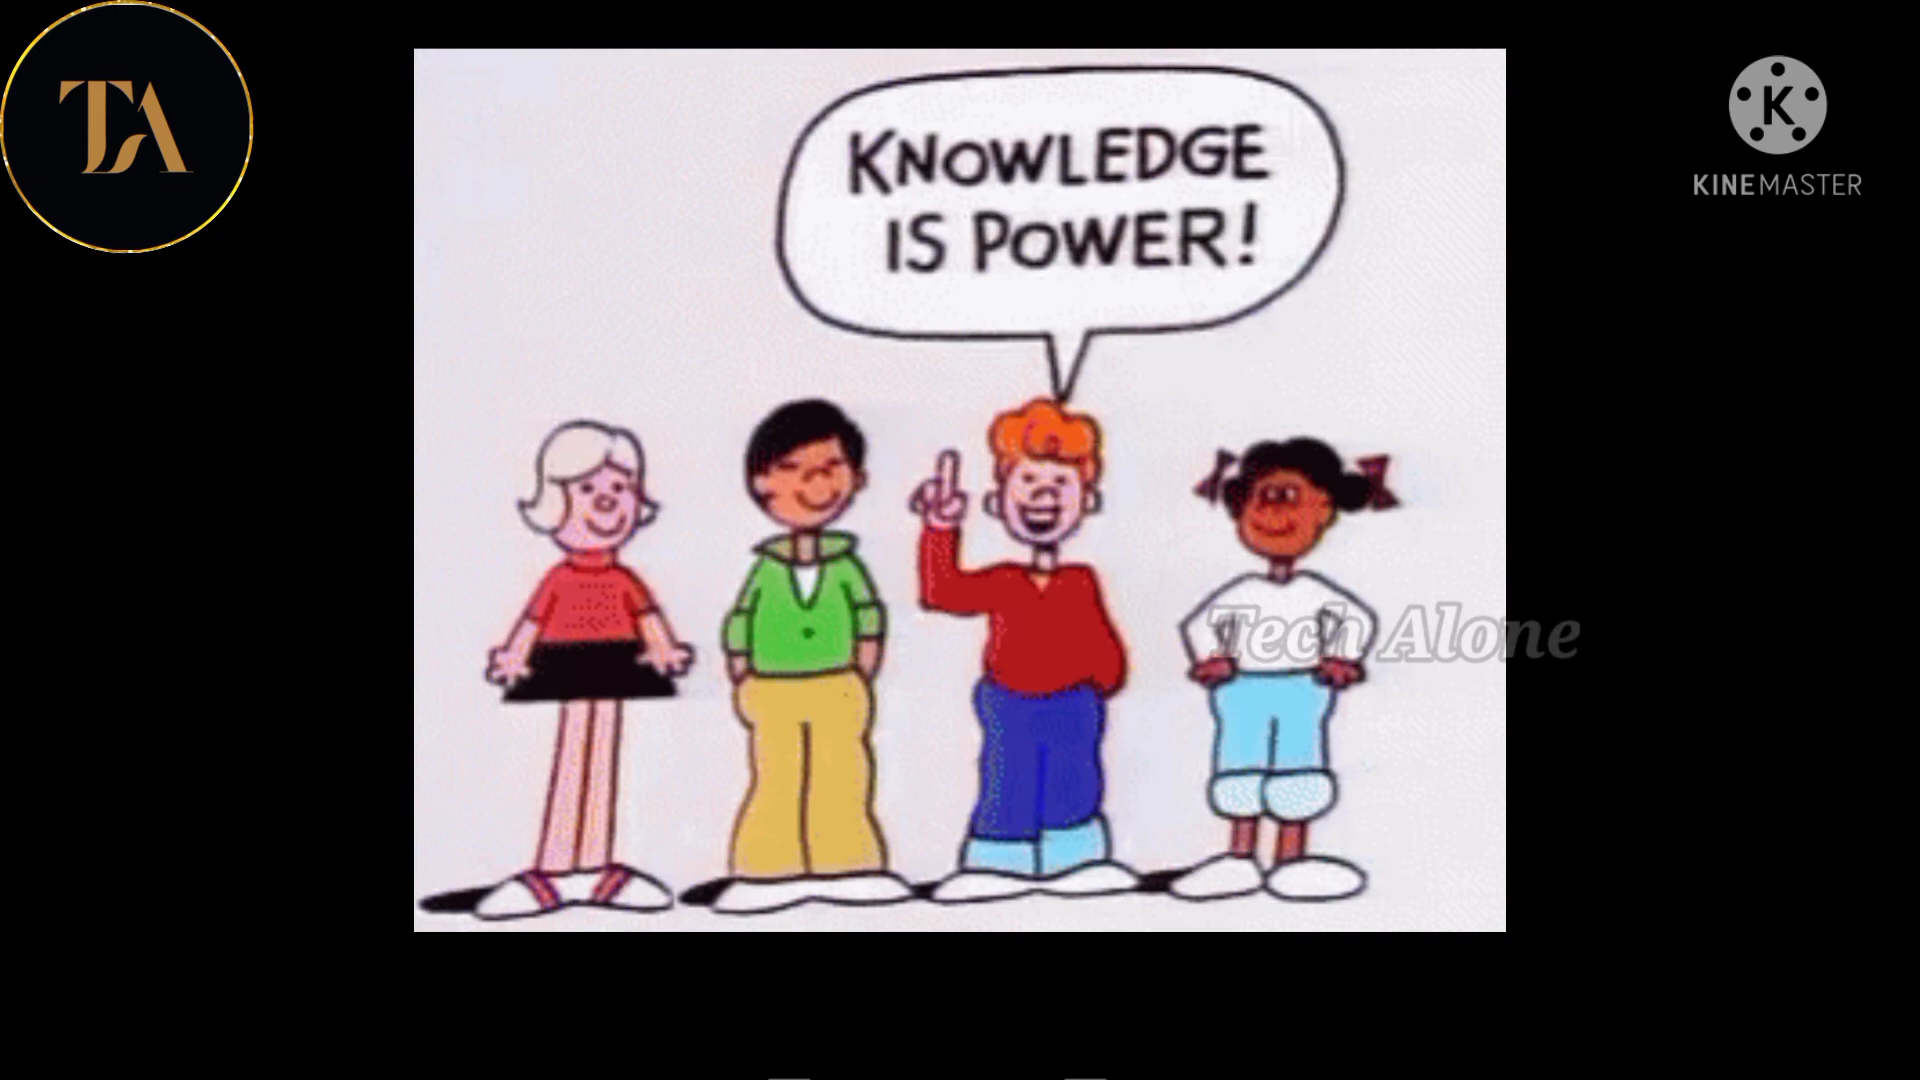 TA
K
KINEMASTER
KNOWLEDGE
IS POWER!
Tech Alone